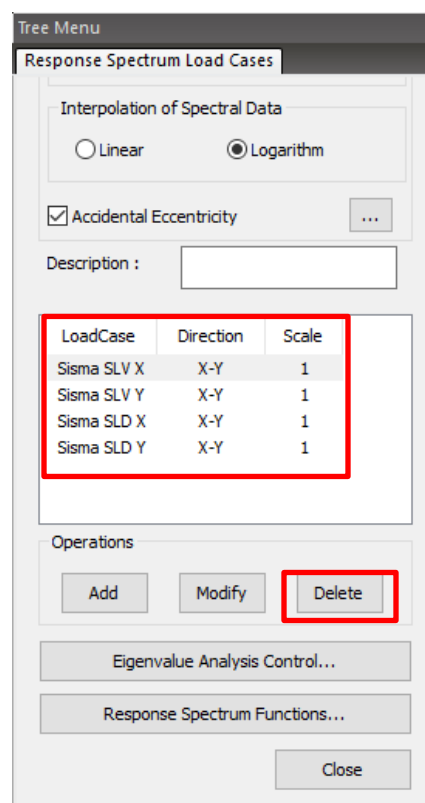 Tree Menu
Response Spectrum Load Cases
Interpolation of Spectral Data
Linear Logarithm
Accidental Eccentricity ...
Description :
LoadCase Direction Scale
Sisma SLV X X-Y 1
Sisma SLV Y X-Y 1
Sisma SLD X X-Y 1
Sisma SLD Y X-Y 1
Operations
Add Modify Delete
Eigenvalue Analysis Control...
Response Spectrum Functions...
Close